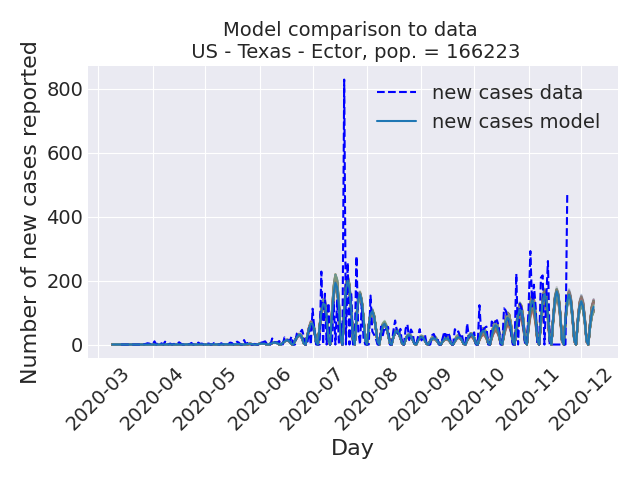 Model comparison to data
US - Texas - Ector, pop. = 166223
Number of new cases reported
800
600
400
200
0
new cases data
new cases model
2020-03
2020-04
2020-05
2020-06
2020-07
2020-08
2020-09
2020-10
2020-11
2020-12
Day